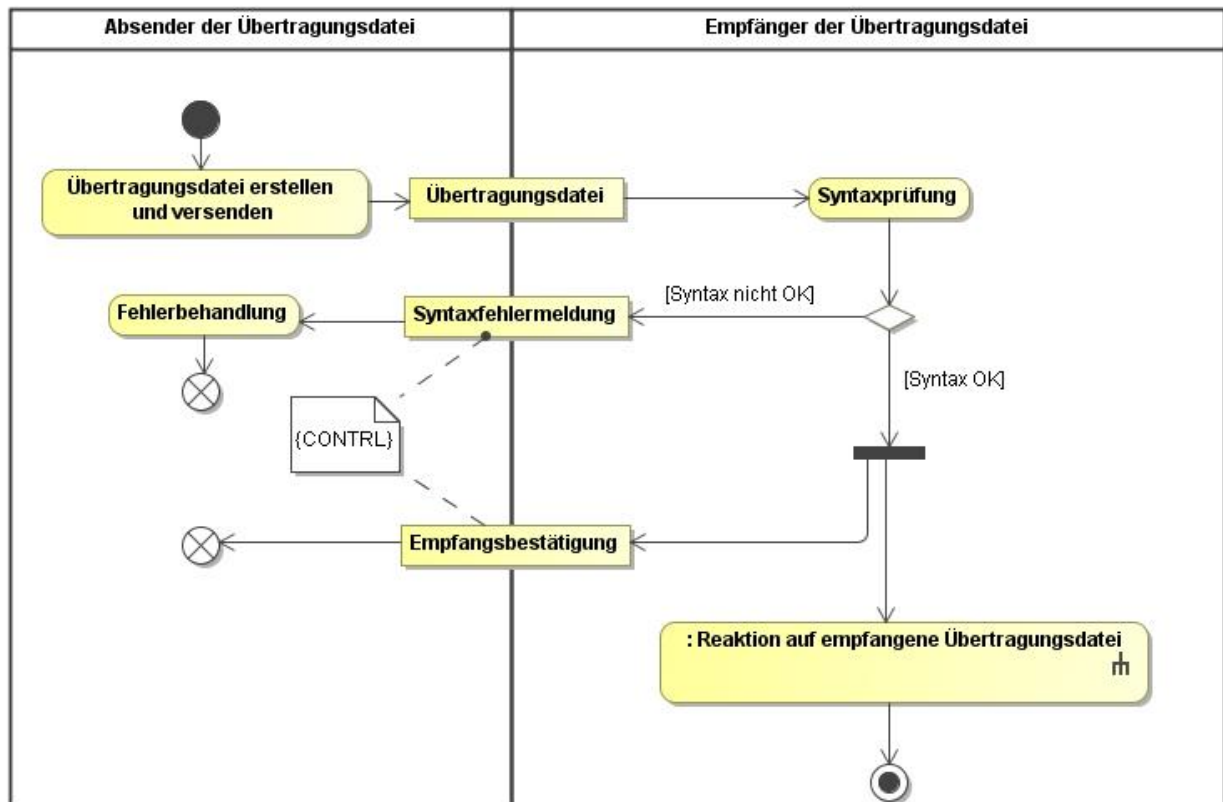 Absender der Übertragungsdatei
Empfänger der Übertragungsdatei
Übertragungsdatei erstellen
und versenden
Übertragungsdatei
Syntaxprüfung
[Syntax nicht OK]
Fehlerbehandlung
Syntaxfehlermeldung
[Syntax OK]
{CONTRL}
Empfangsbestätigung
: Reaktion auf empfangene Übertragungsdatei